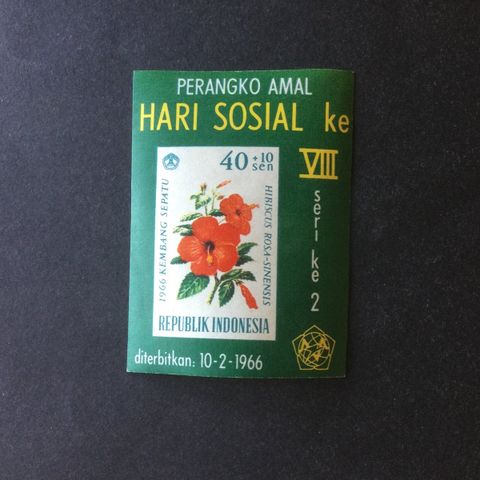 PERANGKO AMAL
HARI SOSIAL ke
VIII
seri ke 2
40 + 10
sen
1966 KEMBANG SEPATU
HIBISCUS ROSA-SINENSIS
REPUBLIK INDONESIA
diterbitkan: 10-2-1966